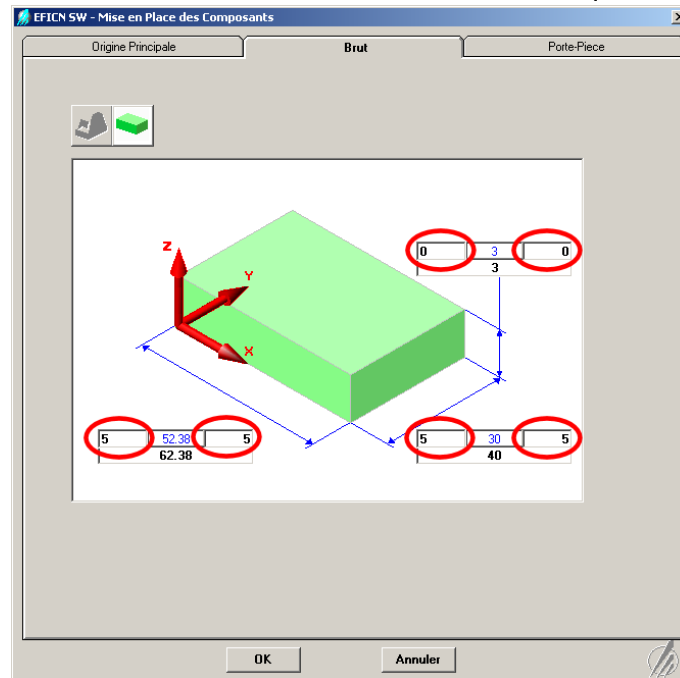 EFICN SW - Mise en Place des Composants
Origine Principale Brut Porte-Piece
0 3 0
3
Z
Y
X
5 52.38 5
62.38
5 30 5
40
OK Annuler